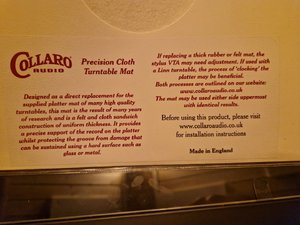 COLLARO
AUDIO
Precision Cloth
Turntable Mat
Designed as a direct replacement for the
supplied platter mat of many high quality
turntables, this mat is the result of many years
of research and is a felt and cloth sandwich
construction of uniform thickness. It provides
a precise support of the record on the platter
whilst protecting the groove from damage that
can be sustained using a hard surface such as
glass or metal.
If replacing a thick rubber or felt mat, the
stylus VTA may need adjustment. If used with
a Linn turntable, the process of 'clocking' the
platter may be beneficial.
Both processes are outlined on our website:
www.collaroaudio.co.uk
The mat may be used either side uppermost
with identical results.
Before using this product, please visit
www.collaroaudio.co.uk
for installation instructions
Made in England